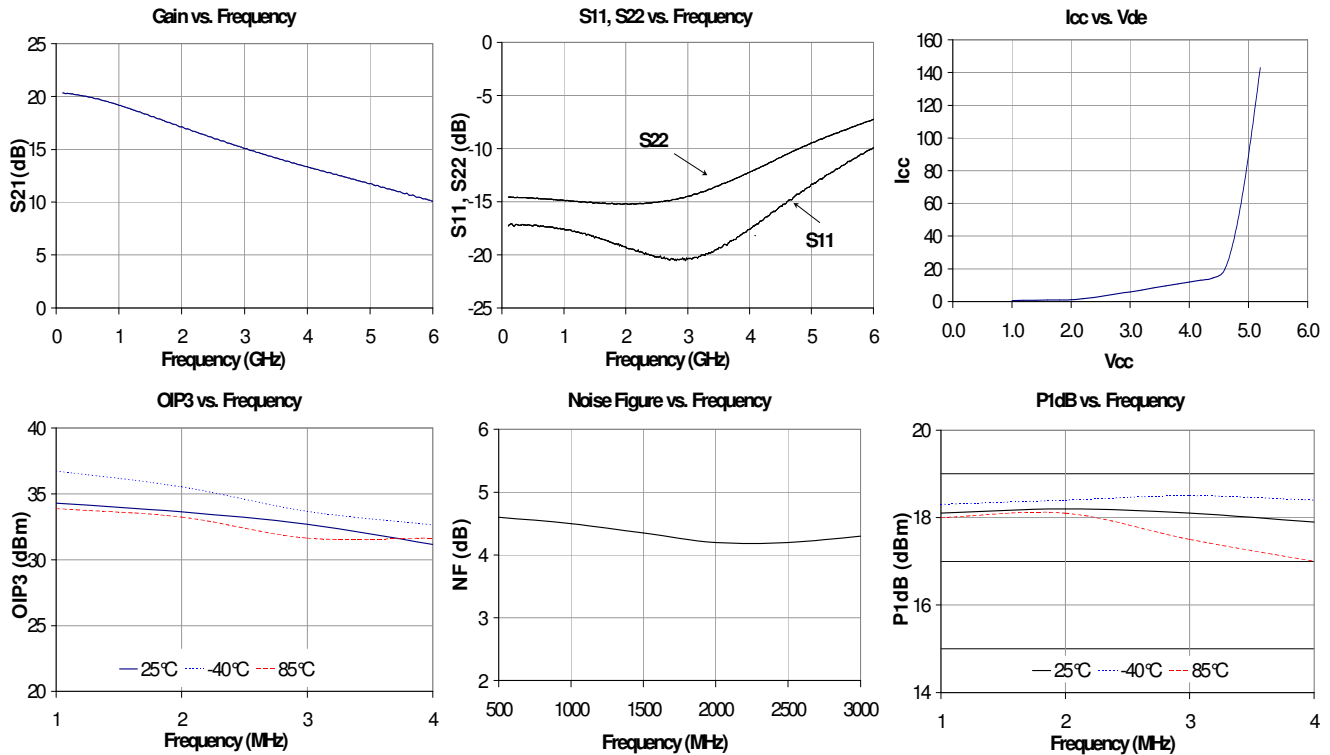 Gain vs. Frequency
25
20
15
10
5
0
S21 (dB)
0 1 2 3 4 5 6
Frequency (GHz)
S11, S22 vs. Frequency
0
-5
-10
-15
-20
-25
S11, S22 (dB)
S22
S11
0 1 2 3 4 5 6
Frequency (GHz)
Icc vs. Vde
160
140
120
100
80
60
40
20
0
Icc
0.0 1.0 2.0 3.0 4.0 5.0 6.0
Vcc
OIP3 vs. Frequency
40
35
30
25
20
OIP3 (dBm)
25°C -40°C 85°C
1 2 3 4
Frequency (MHz)
Noise Figure vs. Frequency
6
5
4
3
2
NF (dB)
500 1000 1500 2000 2500 3000
Frequency (MHz)
P1dB vs. Frequency
20
18
16
14
P1dB (dBm)
25°C -40°C 85°C
1 2 3 4
Frequency (MHz)